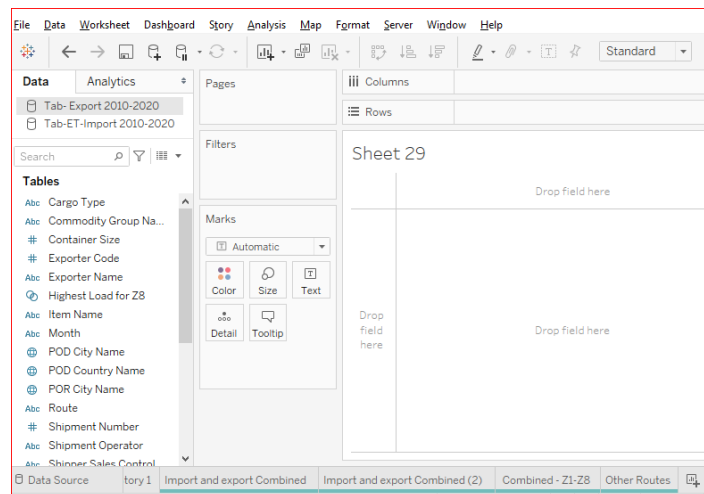 File Data Worksheet Dashboard Story Analysis Map Format Server Window Help
Standard
Data Analytics
Tab- Export 2010-2020
Tab-ET-Import 2010-2020
Search
Tables
Abc Cargo Type
Abc Commodity Group Na...
# Container Size
# Exporter Code
Abc Exporter Name
Highest Load for Z8
Abc Item Name
Abc Month
POD City Name
POD Country Name
POR City Name
Abc Route
# Shipment Number
Abc Shipment Operator
Abc Shipper Sales Control
Pages
Filters
Marks
T Automatic
Color Size Text
Detail Tooltip
iii Columns
Rows
Sheet 29
Drop field here
Drop
field
here
Drop field here
Data Source tory 1 Import and export Combined Import and export Combined (2) Combined - Z1-Z8 Other Routes